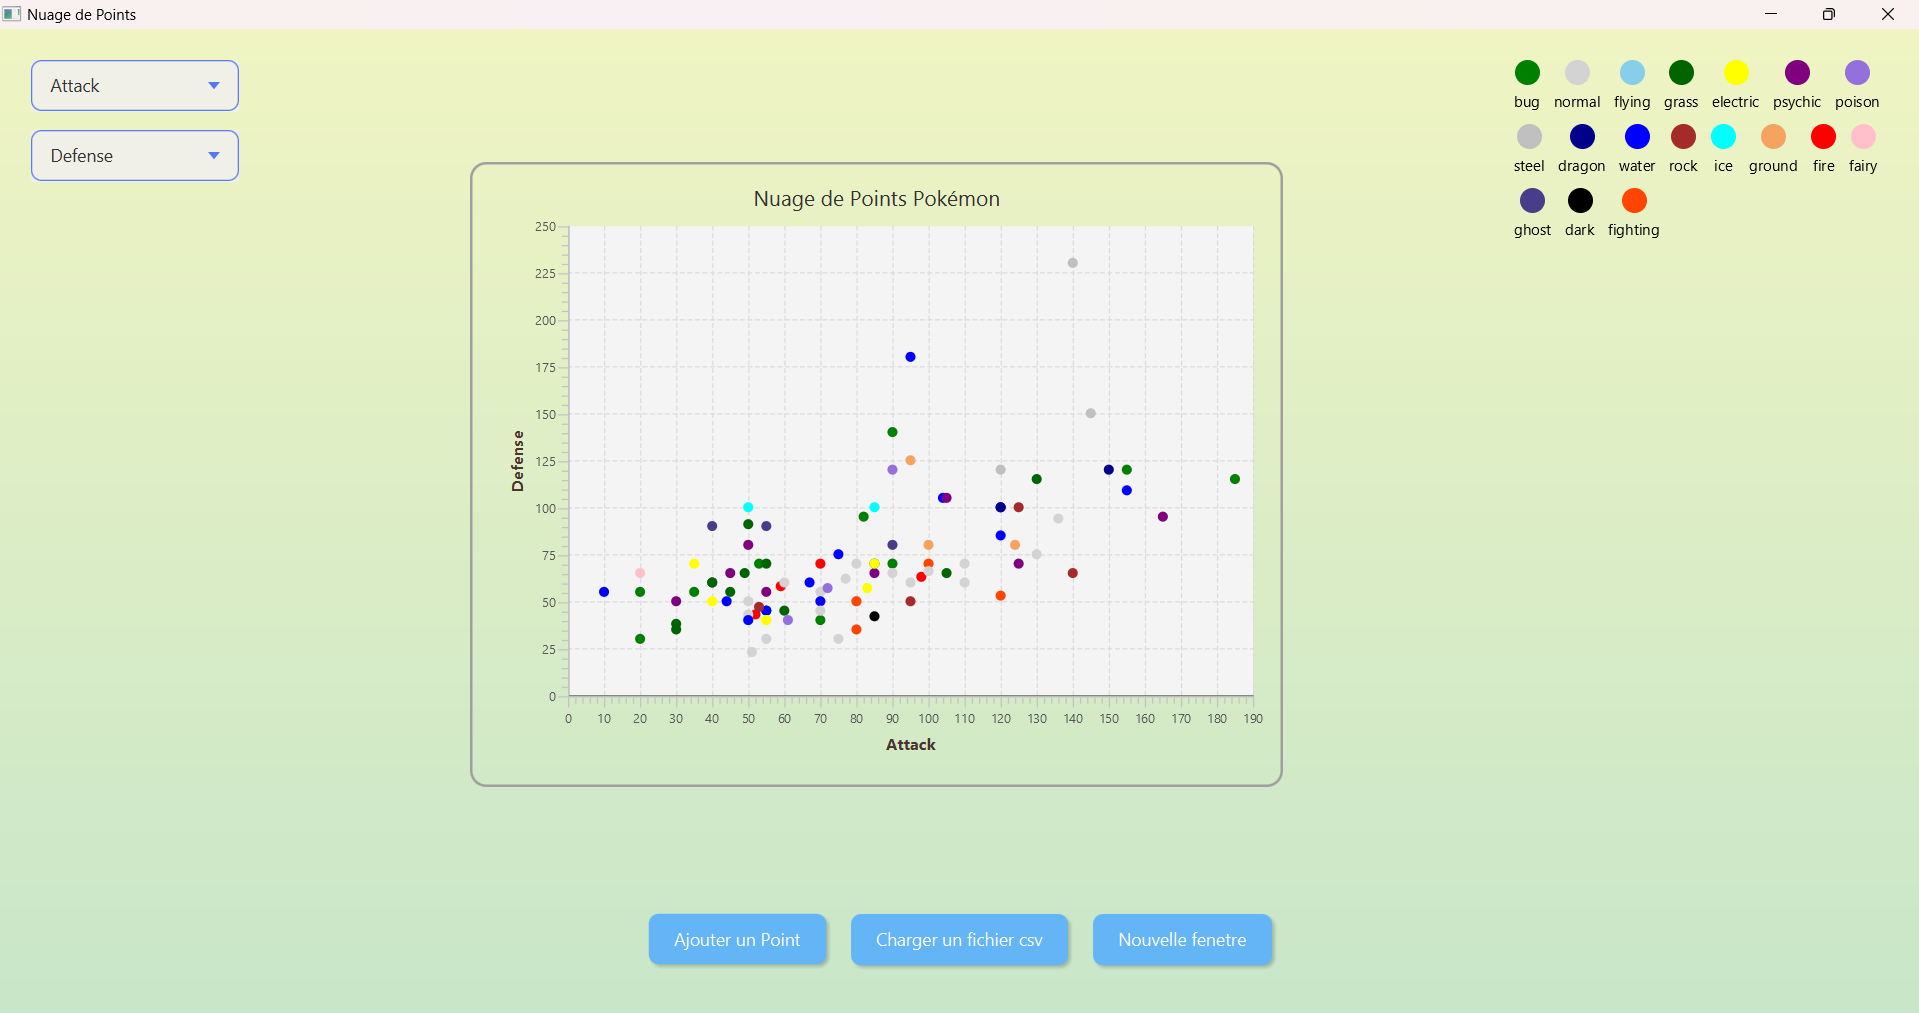 Nuage de Points
Attack
Defense
bug normal flying grass electric psychic poison
steel dragon water rock ice ground fire fairy
ghost dark fighting
Nuage de Points Pokémon
250
225
200
175
150
125
100
75
50
25
0
Defense
0 10 20 30 40 50 60 70 80 90 100 110 120 130 140 150 160 170 180 190
Attack
Ajouter un Point
Charger un fichier csv
Nouvelle fenetre